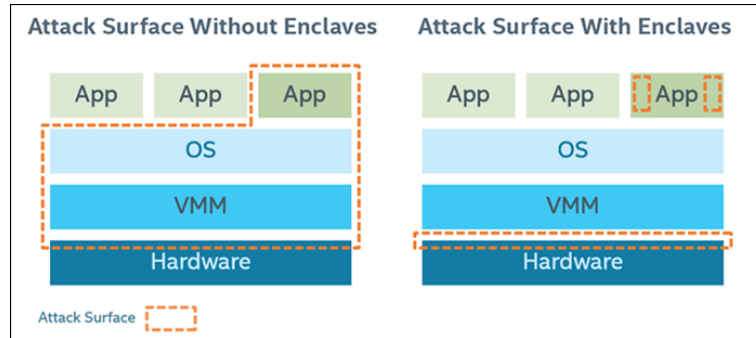 Attack Surface Without Enclaves
App App App
OS
VMM
Hardware
Attack Surface
Attack Surface With Enclaves
App App App
OS
VMM
Hardware